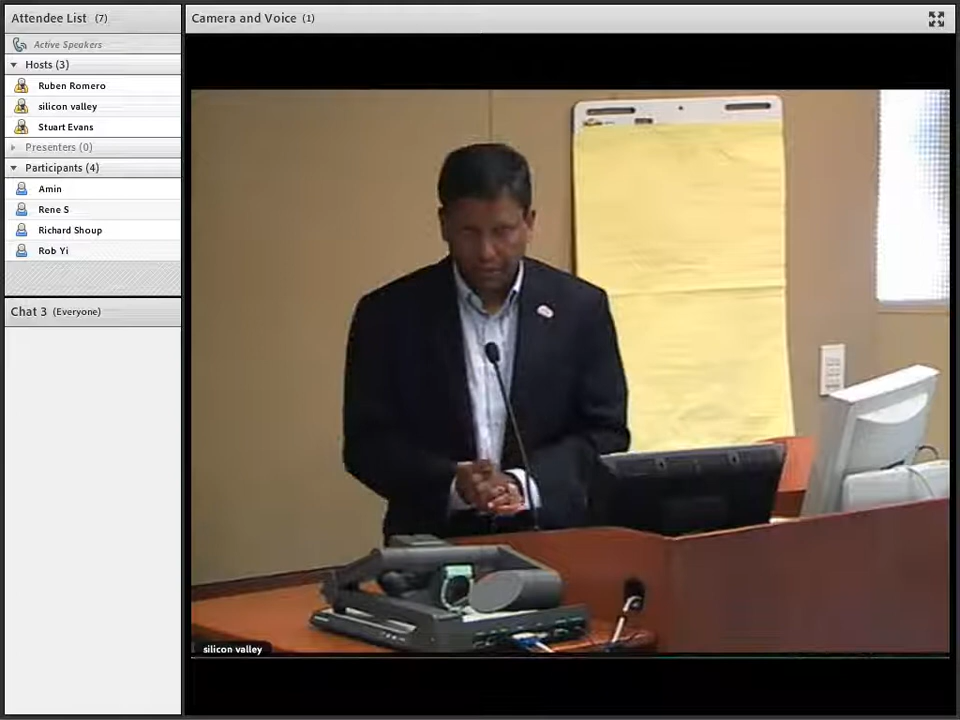 Attendee List (7)
Active Speakers
Hosts (3)
Ruben Romero
silicon valley
Stuart Evans
Presenters (0)
Participants (4)
Amin
Rene S
Richard Shoup
Rob Yi
Chat 3 (Everyone)
Camera and Voice (1)
silicon valley